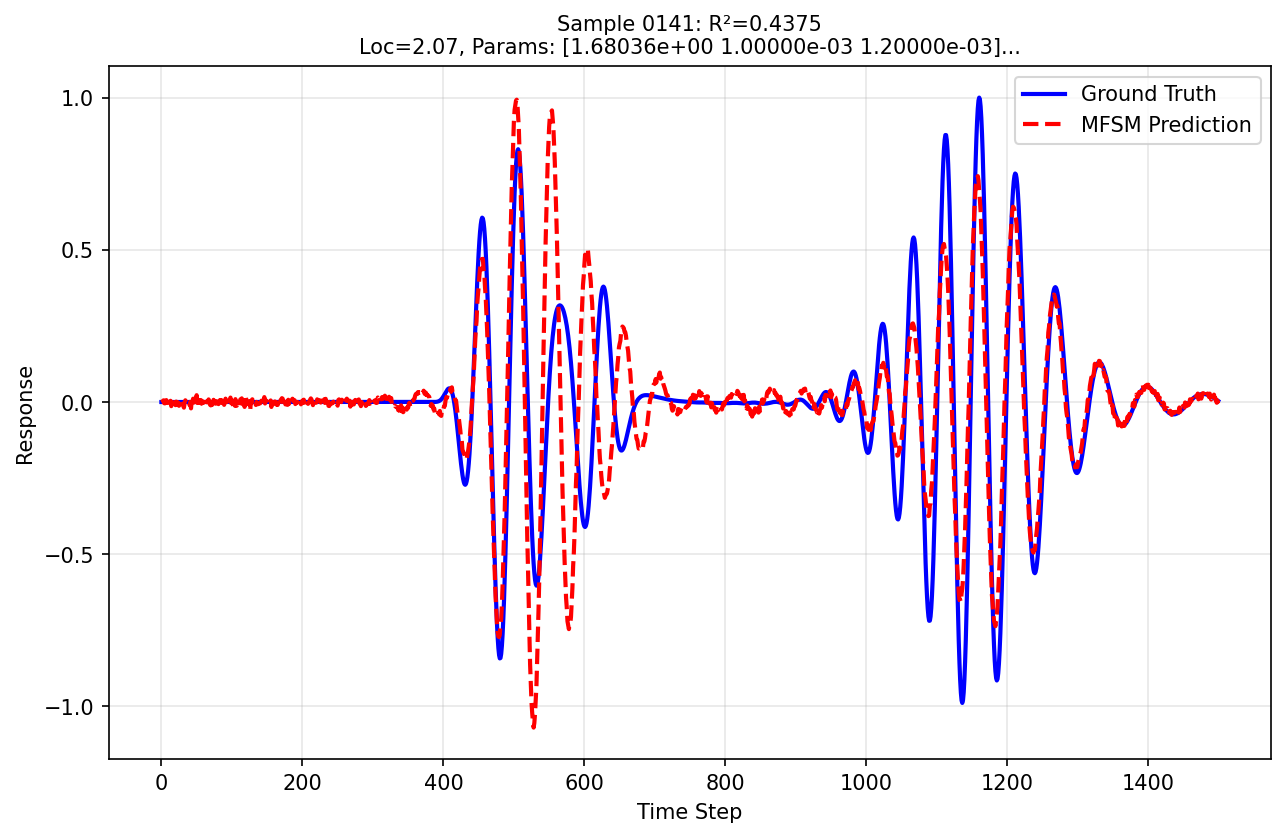 Sample 0141: R²=0.4375
Loc=2.07, Params: [1.68036e+00 1.00000e-03 1.20000e-03]...
Ground Truth
MFSM Prediction
1.0
0.5
0.0
−0.5
−1.0
Response
0 200 400 600 800 1000 1200 1400
Time Step